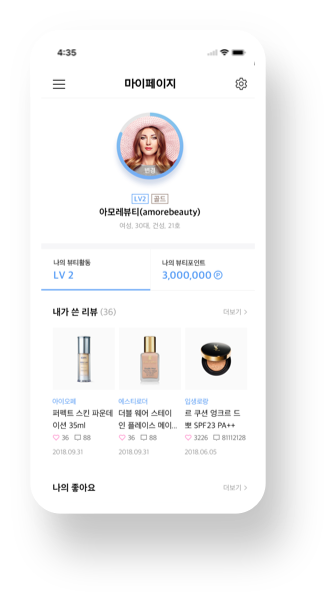 4:35
마이페이지
변경
LV2 골드
아모레뷰티(amorebeauty)
여성, 30대, 건성, 21호
나의 뷰티활동
LV 2
나의 뷰티포인트
3,000,000 P
내가 쓴 리뷰 (36) 더보기 >
아이오페
퍼펙트 스킨 파운데
이션 35ml
36 88
2018.09.31
에스티로더
더블 웨어 스테이
인 플레이스 메이...
36 88
2018.09.31
입생로랑
르 쿠션 엉크르 드
뽀 SPF23 PA++
3226 81112128
2018.06.05
나의 좋아요 더보기 >